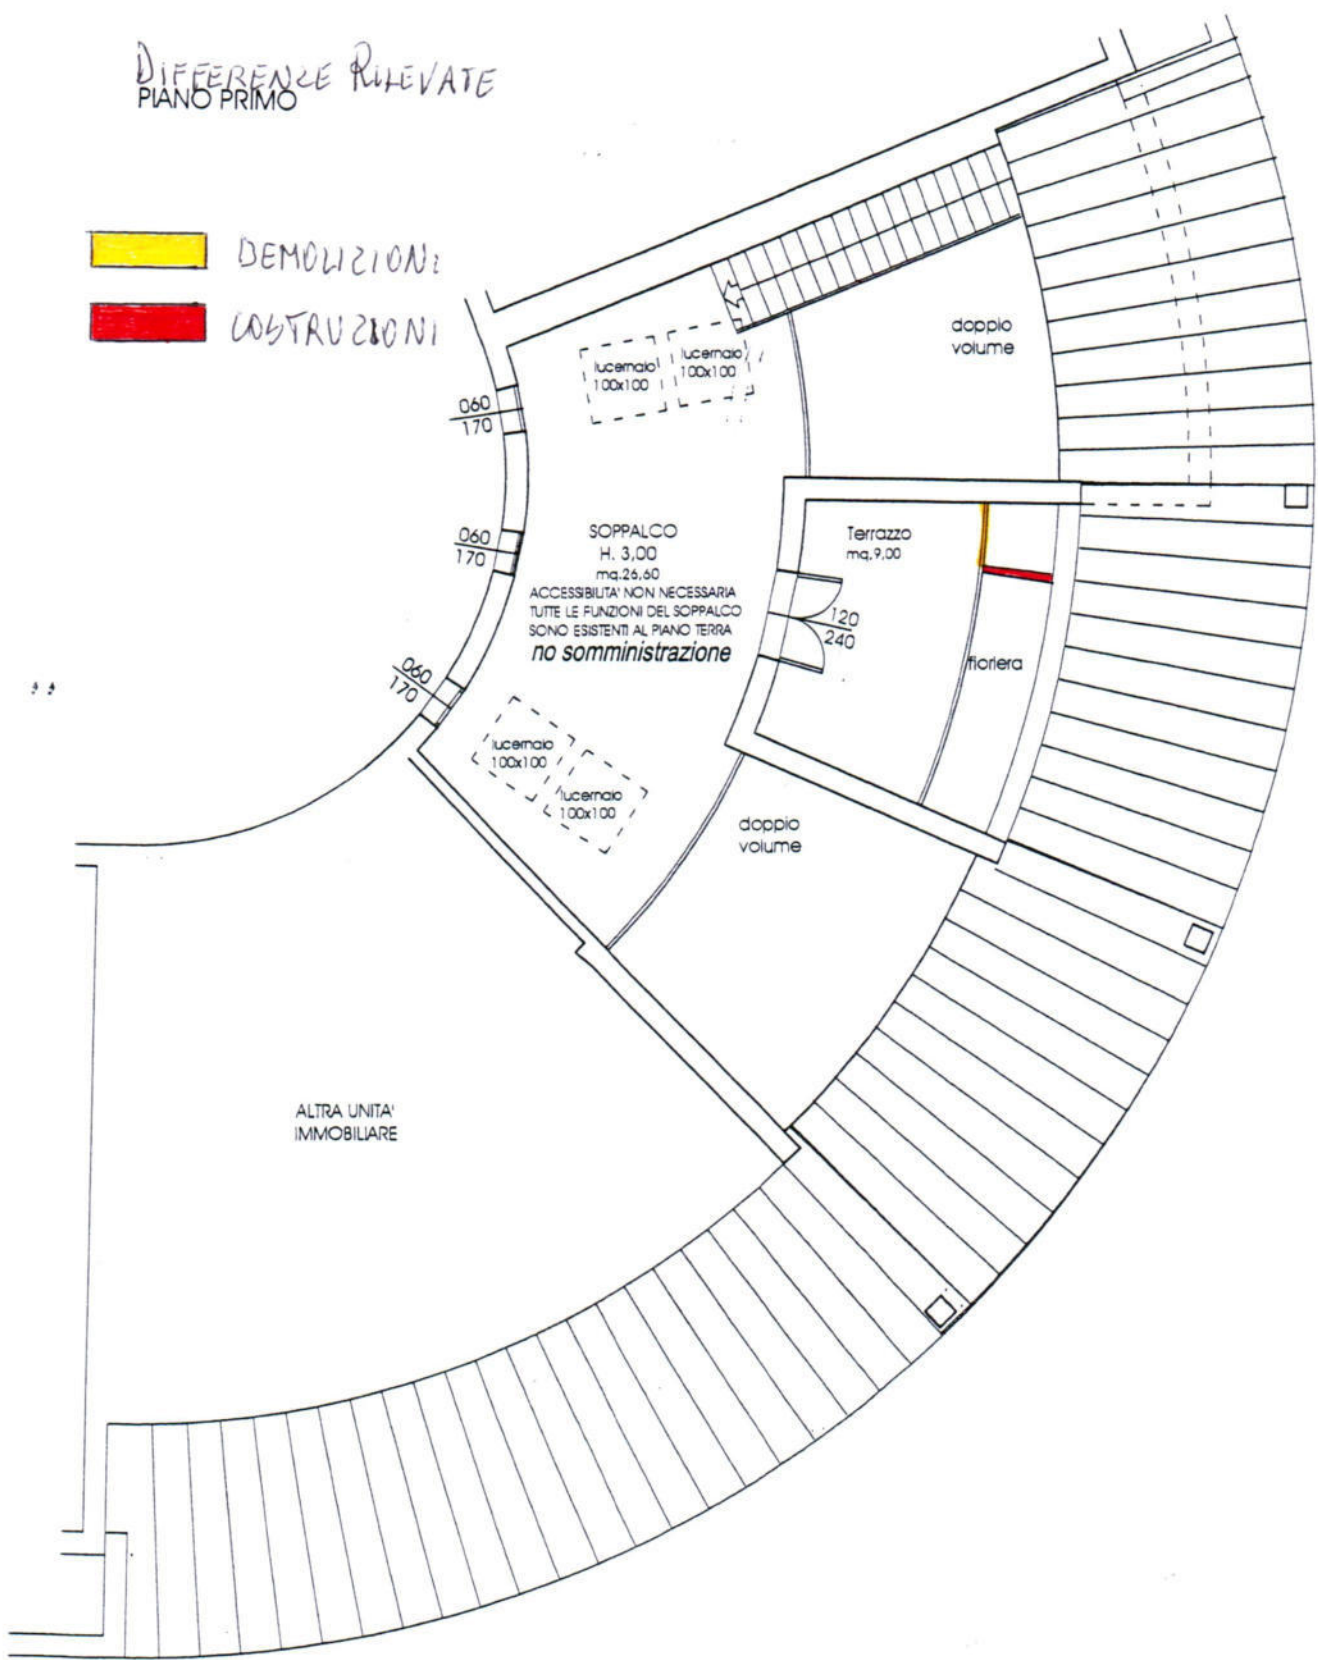 DIFFERENZE RILEVATE
PIANO PRIMO
DEMOLIZIONI
COSTRUZIONI
doppio
volume
lucernaio
100x100
lucernaio
100x100
060
170
060
170
060
170
SOPPALCO
H. 3,00
mq.26,60
ACCESSIBILITA' NON NECESSARIA
TUTTE LE FUNZIONI DEL SOPPALCO
SONO ESISTENTI AL PIANO TERRA
no somministrazione
Terrazzo
mq.9,00
120
240
fioriera
lucernaio
100x100
lucernaio
100x100
doppio
volume
ALTRA UNITA'
IMMOBILIARE